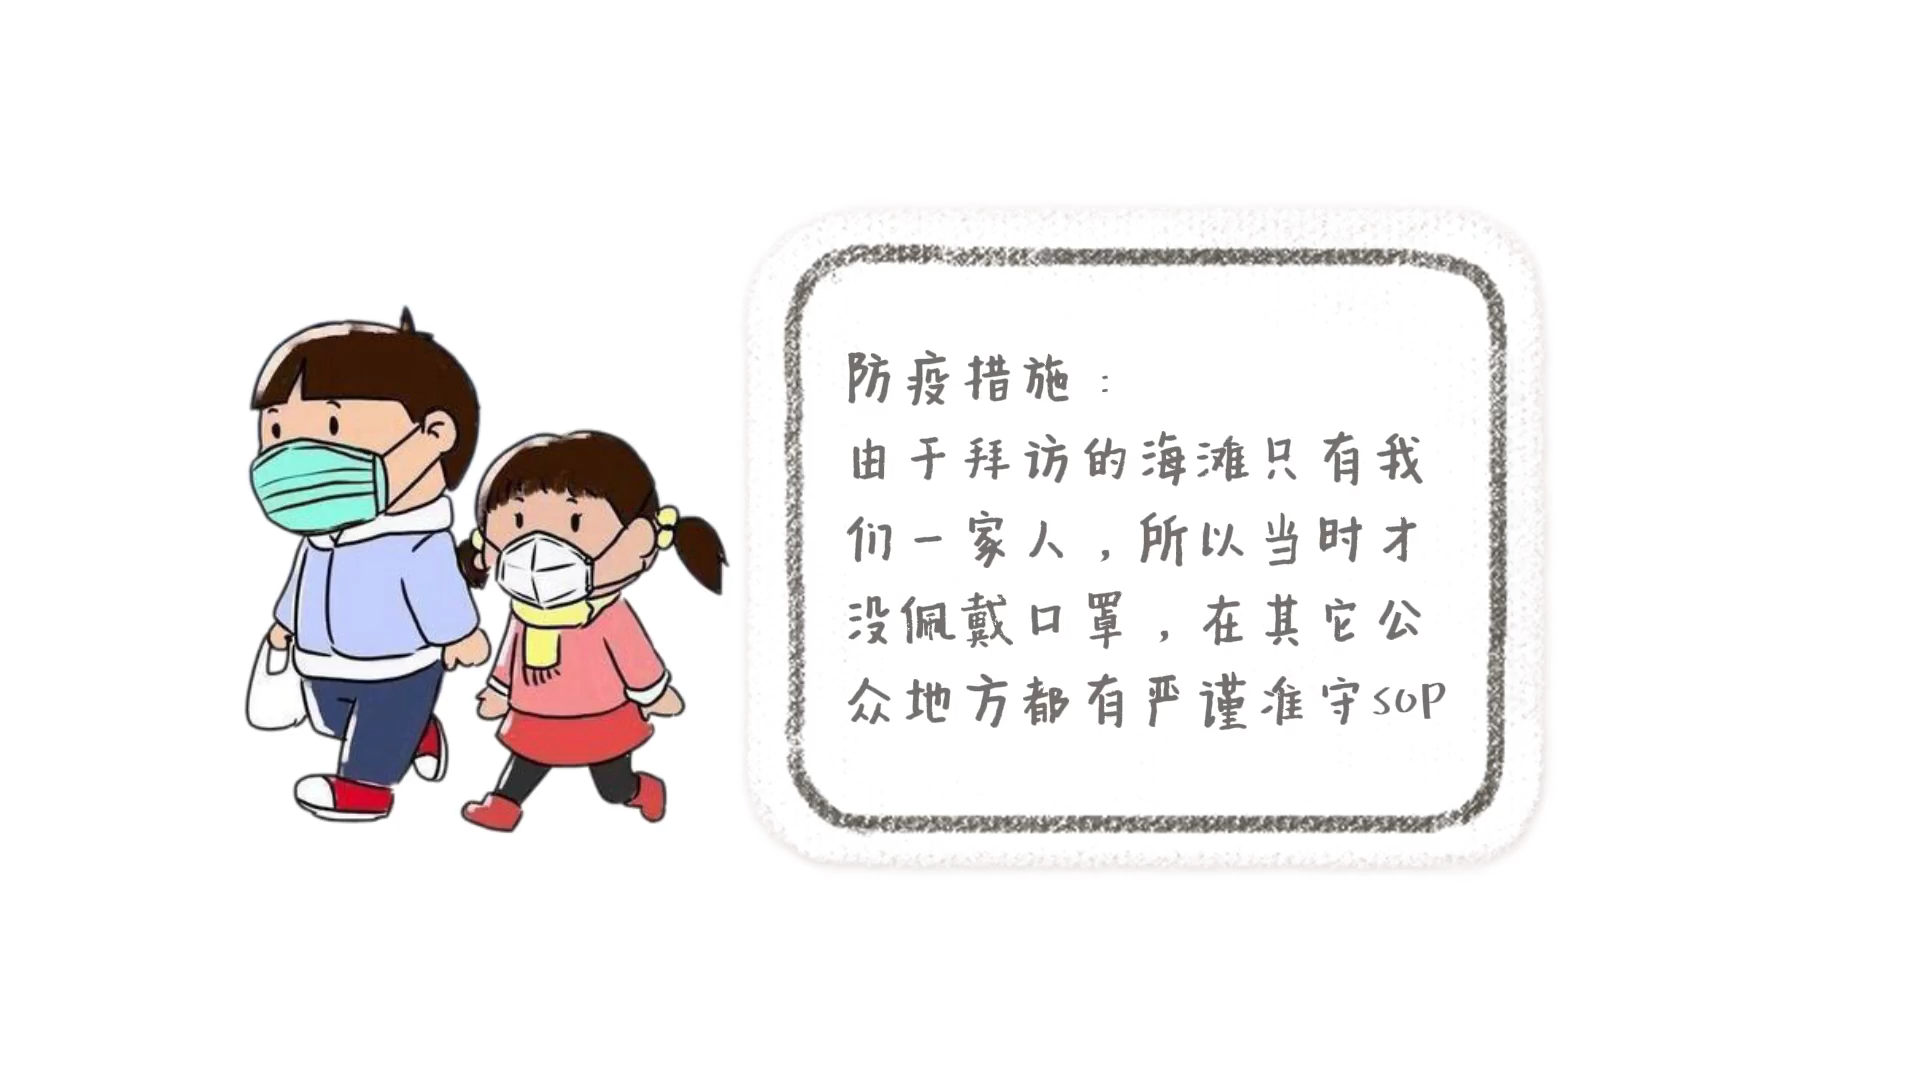 防疫措施：
由于拜访的海滩只有我
们一家人，所以当时才
没佩戴口罩，在其它公
众地方都有严谨准守SOP